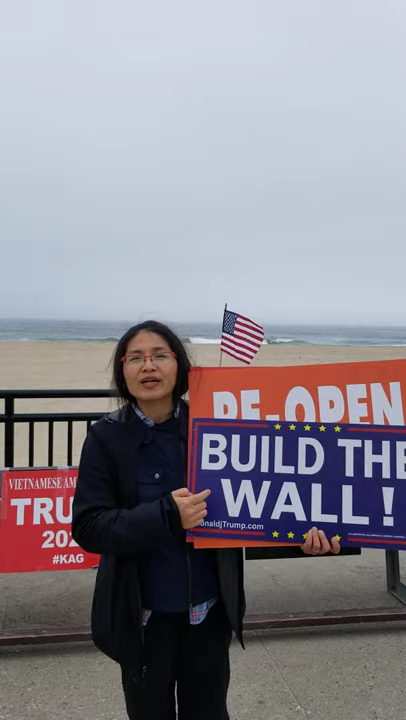 RE-OPEN
BUILD THE
WALL!
onaldjTrump.com
VIETNAMESE AM
TRU
202
#KAG